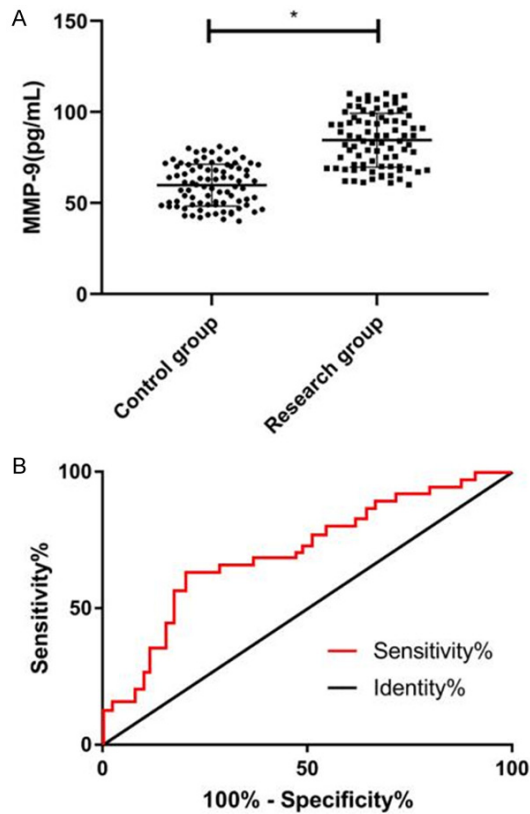 A
*
MMP-9(pg/mL)
150
100
50
0
Control group
Research group
B
Sensitivity%
100
50
0
Sensitivity%
Identity%
0
50
100
100% - Specificity%